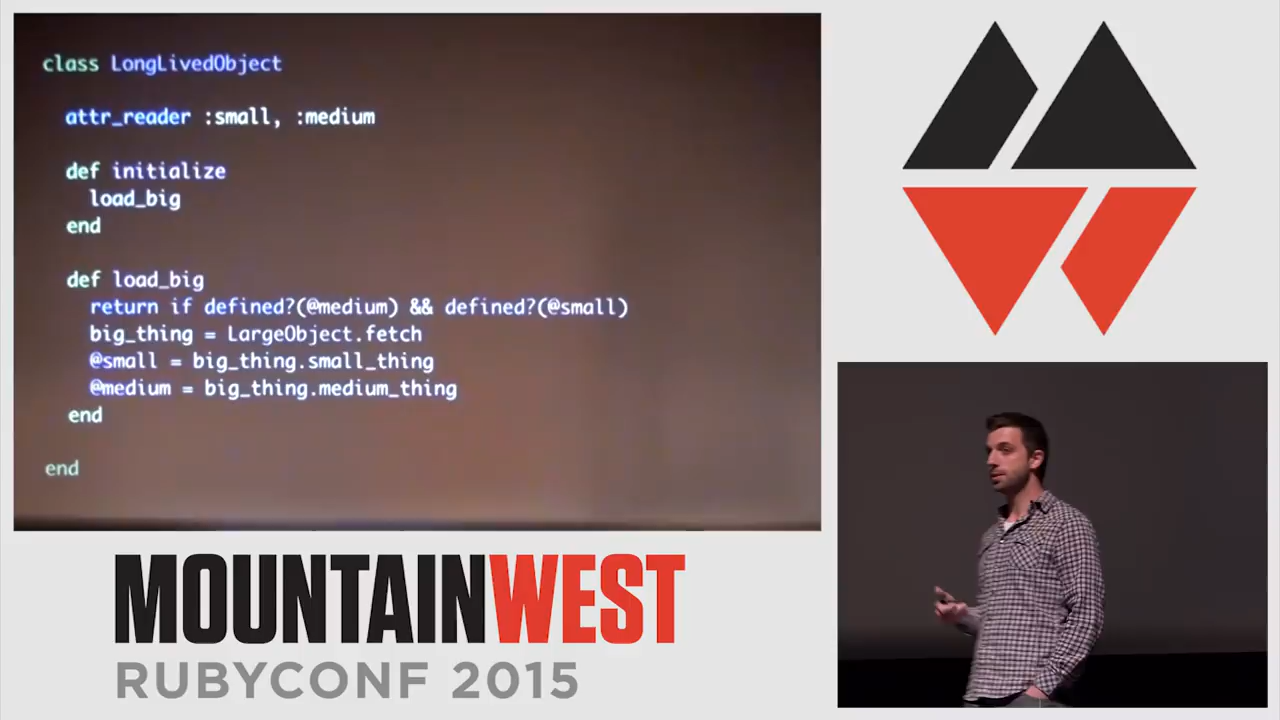 class LongLivedObject
attr_reader :small, :medium
def initialize
load_big
end
def load_big
return if defined?(@medium) && defined?(@small)
big_thing = LargeObject.fetch
@small = big_thing.small_thing
@medium = big_thing.medium_thing
end
end
MOUNTAINWEST
RUBYCONF 2015